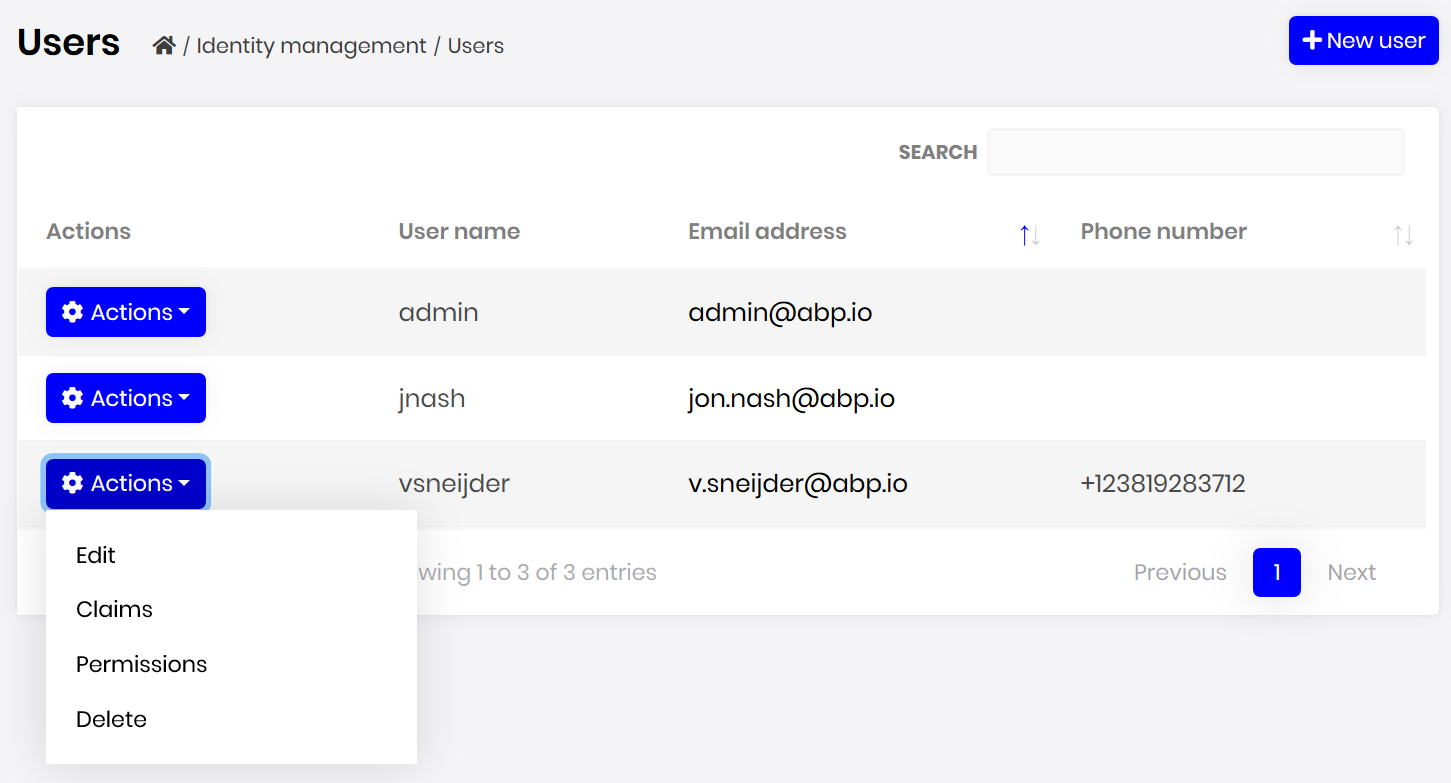 Users / Identity management / Users + New user
SEARCH
Actions User name Email address Phone number
Actions admin admin@abp.io
Actions jnash jon.nash@abp.io
Actions vsneijder v.sneijder@abp.io +123819283712
Edit
wing 1 to 3 of 3 entries Previous 1 Next
Claims
Permissions
Delete